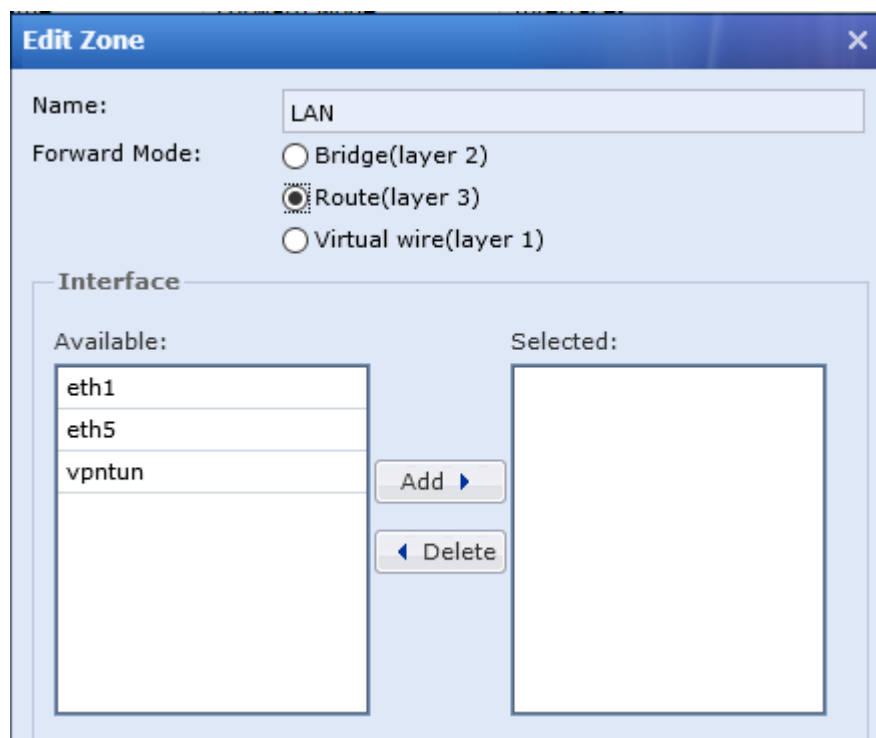 Edit Zone
Name: LAN
Forward Mode: Bridge(layer 2)
Route(layer 3)
Virtual wire(layer 1)
Interface
Available: Selected:
eth1
eth5
vpntun
Add
Delete